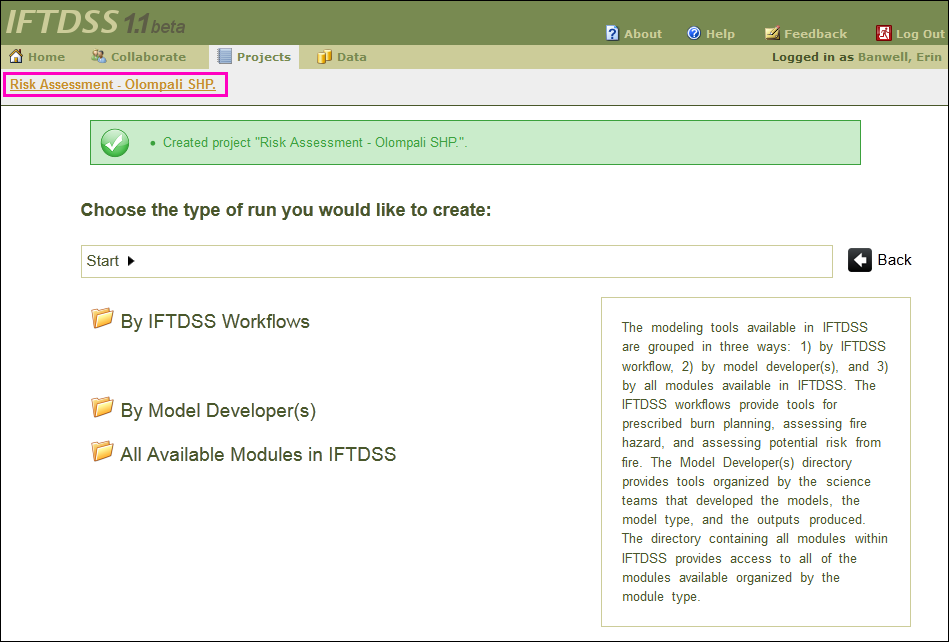 IFTDSS 1.1 beta
About Help Feedback Log Out
Home Collaborate Projects Data Logged in as Banwell, Erin
Risk Assessment - Olompali SHP.
• Created project "Risk Assessment - Olompali SHP.".
Choose the type of run you would like to create:
Start
Back
By IFTDSS Workflows
By Model Developer(s)
All Available Modules in IFTDSS
The modeling tools available in IFTDSS
are grouped in three ways: 1) by IFTDSS
workflow, 2) by model developer(s), and 3)
by all modules available in IFTDSS. The
IFTDSS workflows provide tools for
prescribed burn planning, assessing fire
hazard, and assessing potential risk from
fire. The Model Developer(s) directory
provides tools organized by the science
teams that developed the models, the
model type, and the outputs produced.
The directory containing all modules within
IFTDSS provides access to all of the
modules available organized by the
module type.